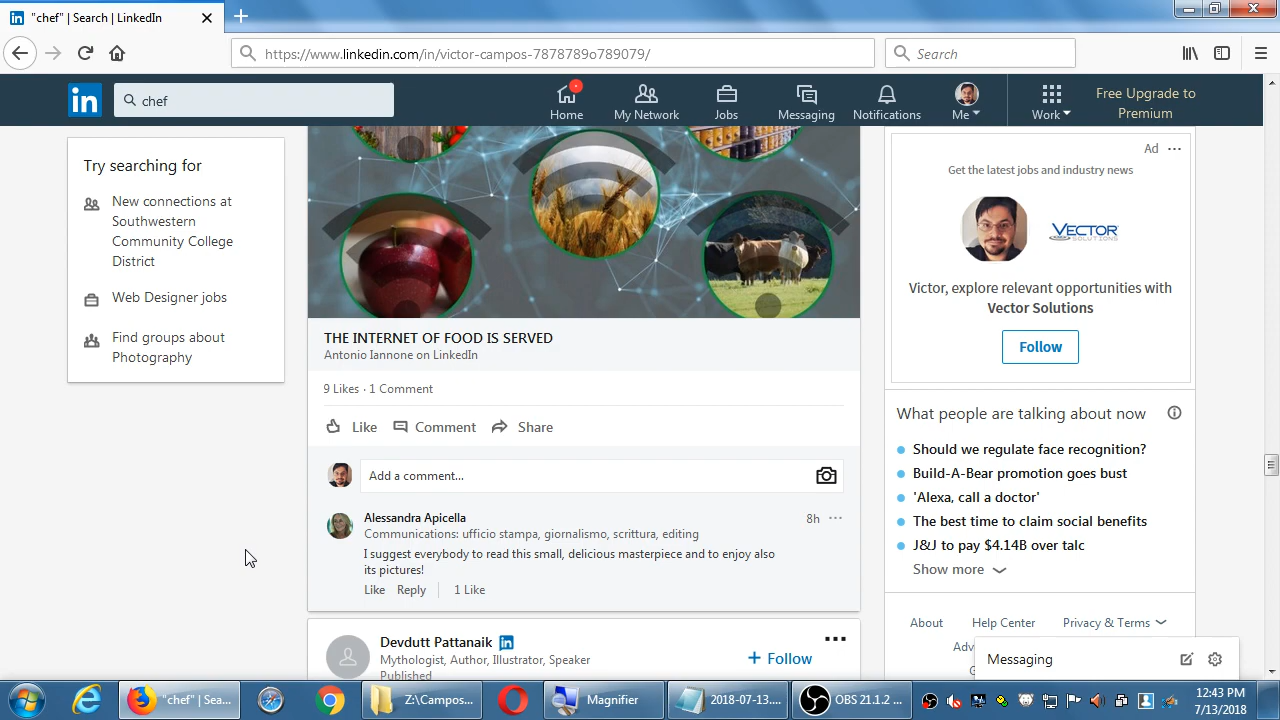 "chef" | Search | LinkedIn
https://www.linkedin.com/in/victor-campos-7878789o789079/
Search
in
chef
Home
My Network
Jobs
Messaging
Notifications
Me
Work
Free Upgrade to
Premium
Try searching for
New connections at
Southwestern
Community College
District
Web Designer jobs
Find groups about
Photography
THE INTERNET OF FOOD IS SERVED
Antonio Iannone on LinkedIn
9 Likes · 1 Comment
Like
Comment
Share
Add a comment...
Alessandra Apicella
8h
Communications: ufficio stampa, giornalismo, scrittura, editing
I suggest everybody to read this small, delicious masterpiece and to enjoy also
its pictures!
Like
Reply
1 Like
Devdutt Pattanaik in
Mythologist, Author, Illustrator, Speaker
Published
+ Follow
Ad
Get the latest jobs and industry news
VECTOR
SOLUTIONS
Victor, explore relevant opportunities with
Vector Solutions
Follow
What people are talking about now
Should we regulate face recognition?
Build-A-Bear promotion goes bust
'Alexa, call a doctor'
The best time to claim social benefits
J&J to pay $4.14B over talc
Show more
About
Help Center
Privacy & Terms
Adv
Messaging
"chef" | Sea...
Z:\Campos...
Magnifier
2018-07-13....
OBS 21.1.2 ...
12:43 PM
7/13/2018